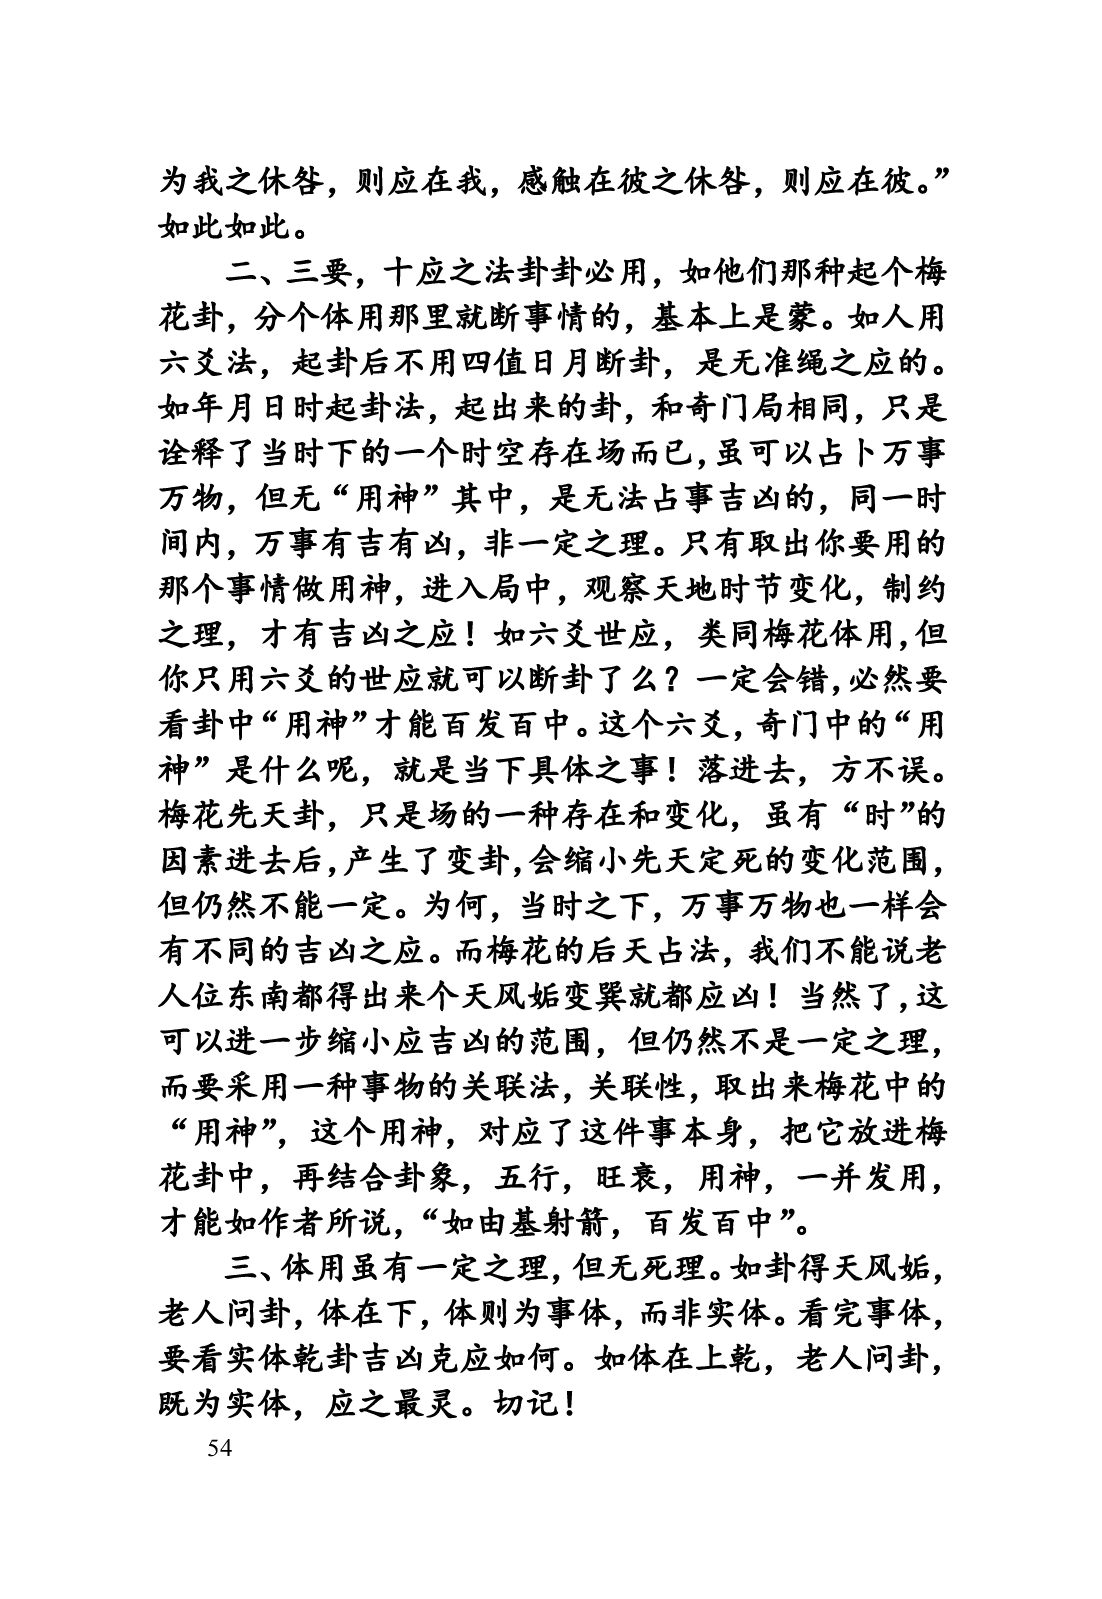 为我之休咎，则应在我，感触在彼之休咎，则应在彼。”
如此如此。
二、三要，十应之法卦卦必用，如他们那种起个梅
花卦，分个体用那里就断事情的，基本上是蒙。如人用
六爻法，起卦后不用四值日月断卦，是无准绳之应的。
如年月日时起卦法，起出来的卦，和奇门局相同，只是
诠释了当时下的一个时空存在场而已，虽可以占卜万事
万物，但无“用神”其中，是无法占事吉凶的，同一时
间内，万事有吉有凶，非一定之理。只有取出你要用的
那个事情做用神，进入局中，观察天地时节变化，制约
之理，才有吉凶之应！如六爻世应，类同梅花体用，但
你只用六爻的世应就可以断卦了么？一定会错，必然要
看卦中“用神”才能百发百中。这个六爻，奇门中的“用
神”是什么呢，就是当下具体之事！落进去，方不误。
梅花先天卦，只是场的一种存在和变化，虽有“时”的
因素进去后，产生了变卦，会缩小先天定死的变化范围，
但仍然不能一定。为何，当时之下，万事万物也一样会
有不同的吉凶之应。而梅花的后天占法，我们不能说老
人位东南都得出来个天风姤变巽就都应凶！当然了，这
可以进一步缩小应吉凶的范围，但仍然不是一定之理，
而要采用一种事物的关联法，关联性，取出来梅花中的
“用神”，这个用神，对应了这件事本身，把它放进梅
花卦中，再结合卦象，五行，旺衰，用神，一并发用，
才能如作者所说，“如由基射箭，百发百中”。
三、体用虽有一定之理，但无死理。如卦得天风姤，
老人问卦，体在下，体则为事体，而非实体。看完事体，
要看实体乾卦吉凶克应如何。如体在上乾，老人问卦，
既为实体，应之最灵。切记！
54